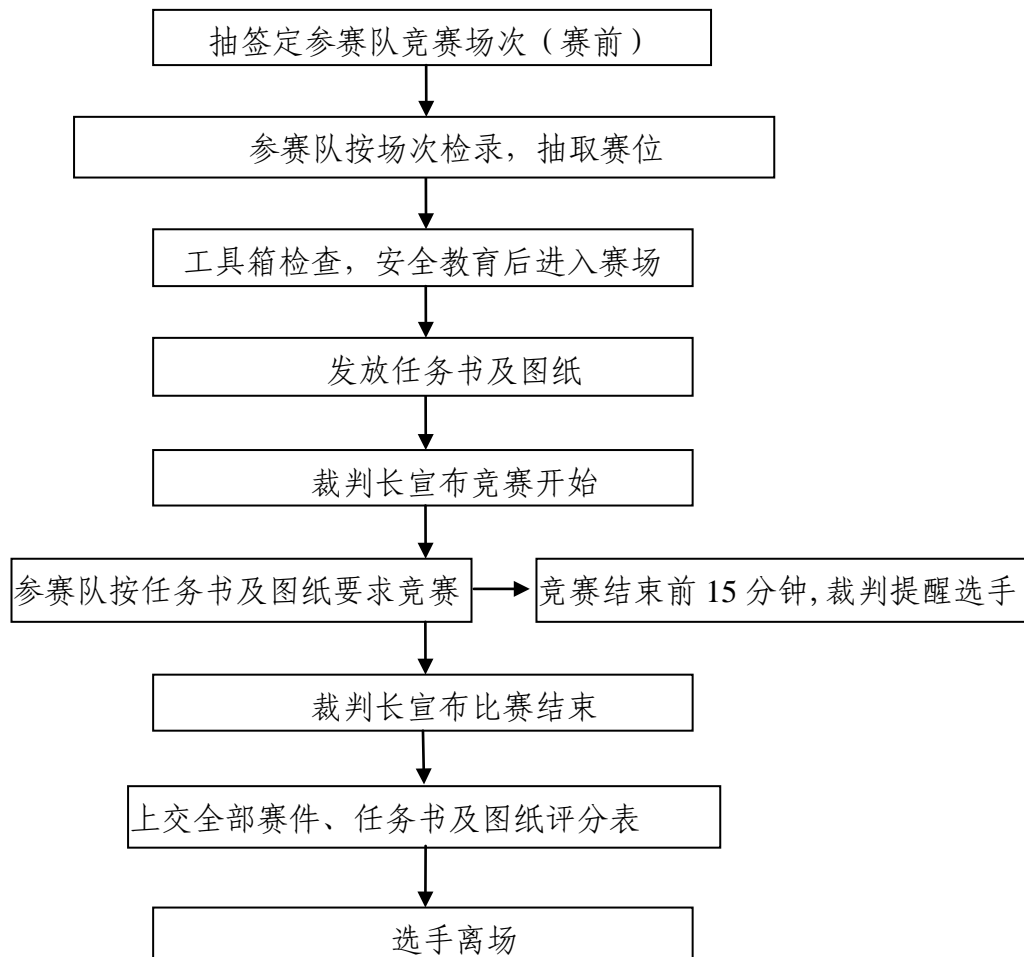 抽签定参赛队竞赛场次（赛前）
参赛队按场次检录，抽取赛位
工具箱检查，安全教育后进入赛场
发放任务书及图纸
裁判长宣布竞赛开始
参赛队按任务书及图纸要求竞赛
竞赛结束前 15 分钟,裁判提醒选手
裁判长宣布比赛结束
上交全部赛件、任务书及图纸评分表
选手离场